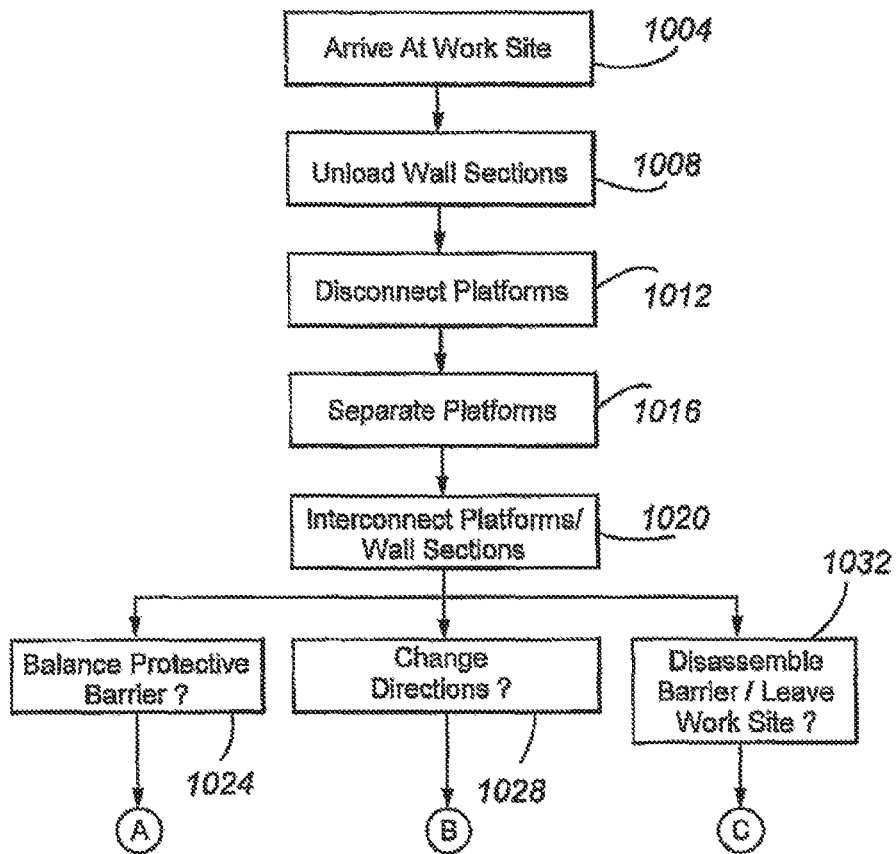 Arrive At Work Site
1004
Unload Wall Sections
1008
Disconnect Platforms
1012
Separate Platforms
1016
Interconnect Platforms/
Wall Sections
1020
1032
Balance Protective
Barrier ?
1024
Change
Directions ?
1028
Disassemble
Barrier / Leave
Work Site ?
A
B
C